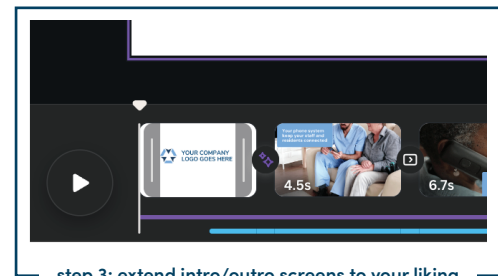 Your phone system
keep your staff and
residents connected
YOUR COMPANY
LOGO GOES HERE
4.5s
6.7s
step 3: extend intro/outro screens to your liking